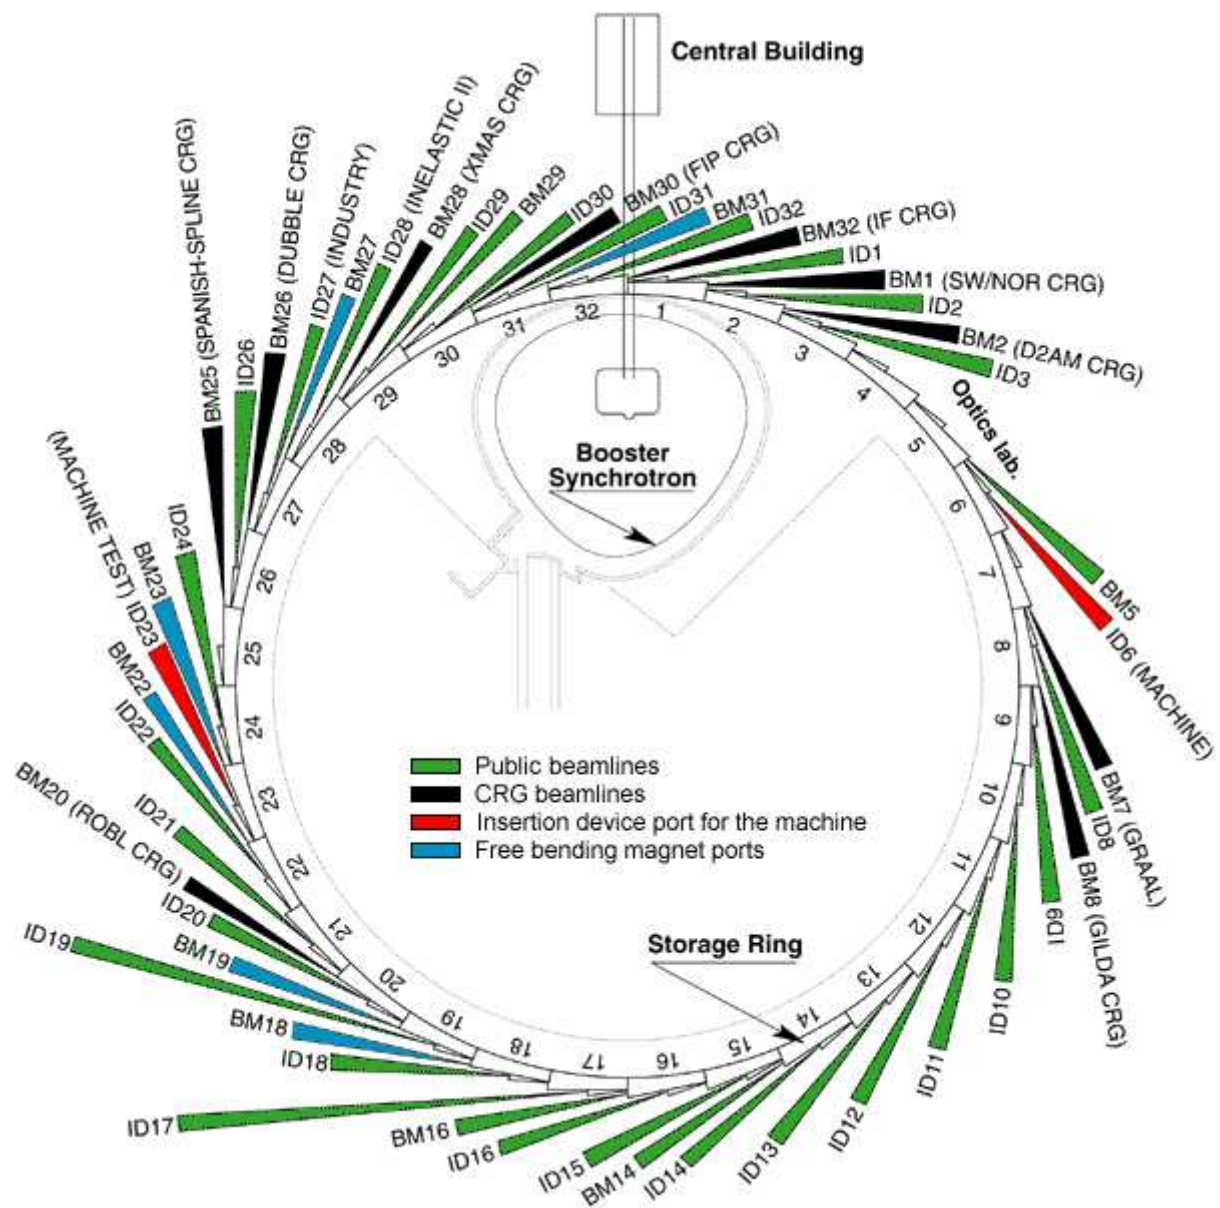 Central Building
BM30 (FIP CRG)
ID31
BM31
ID32
BM32 (IF CRG)
ID1
BM1 (SW/NOR CRG)
ID2
BM2 (D2AM CRG)
ID3
Optics lab.
BM5
ID6 (MACHINE)
BM7 (GRAAL)
ID8
BM8 (GILDA CRG)
ID9
ID10
ID11
ID12
ID13
ID14
BM14
ID15
ID16
BM16
ID17
ID18
BM18
ID19
BM19
ID20
BM20 (ROBL CRG)
ID21
ID22
BM22
(MACHINE TEST) ID23
BM23
ID24
BM25 (SPANISH-SPLINE CRG)
ID26
BM26 (DUBBLE CRG)
ID27 (INDUSTRY)
BM27
ID28 (INELASTIC II)
BM28 (XMAS CRG)
ID29
BM29
ID30
1
2
3
4
5
6
7
8
9
10
11
12
13
14
15
16
17
18
19
20
21
22
23
24
25
26
27
28
29
30
31
32
Booster
Synchrotron
Public beamlines
CRG beamlines
Insertion device port for the machine
Free bending magnet ports
Storage Ring